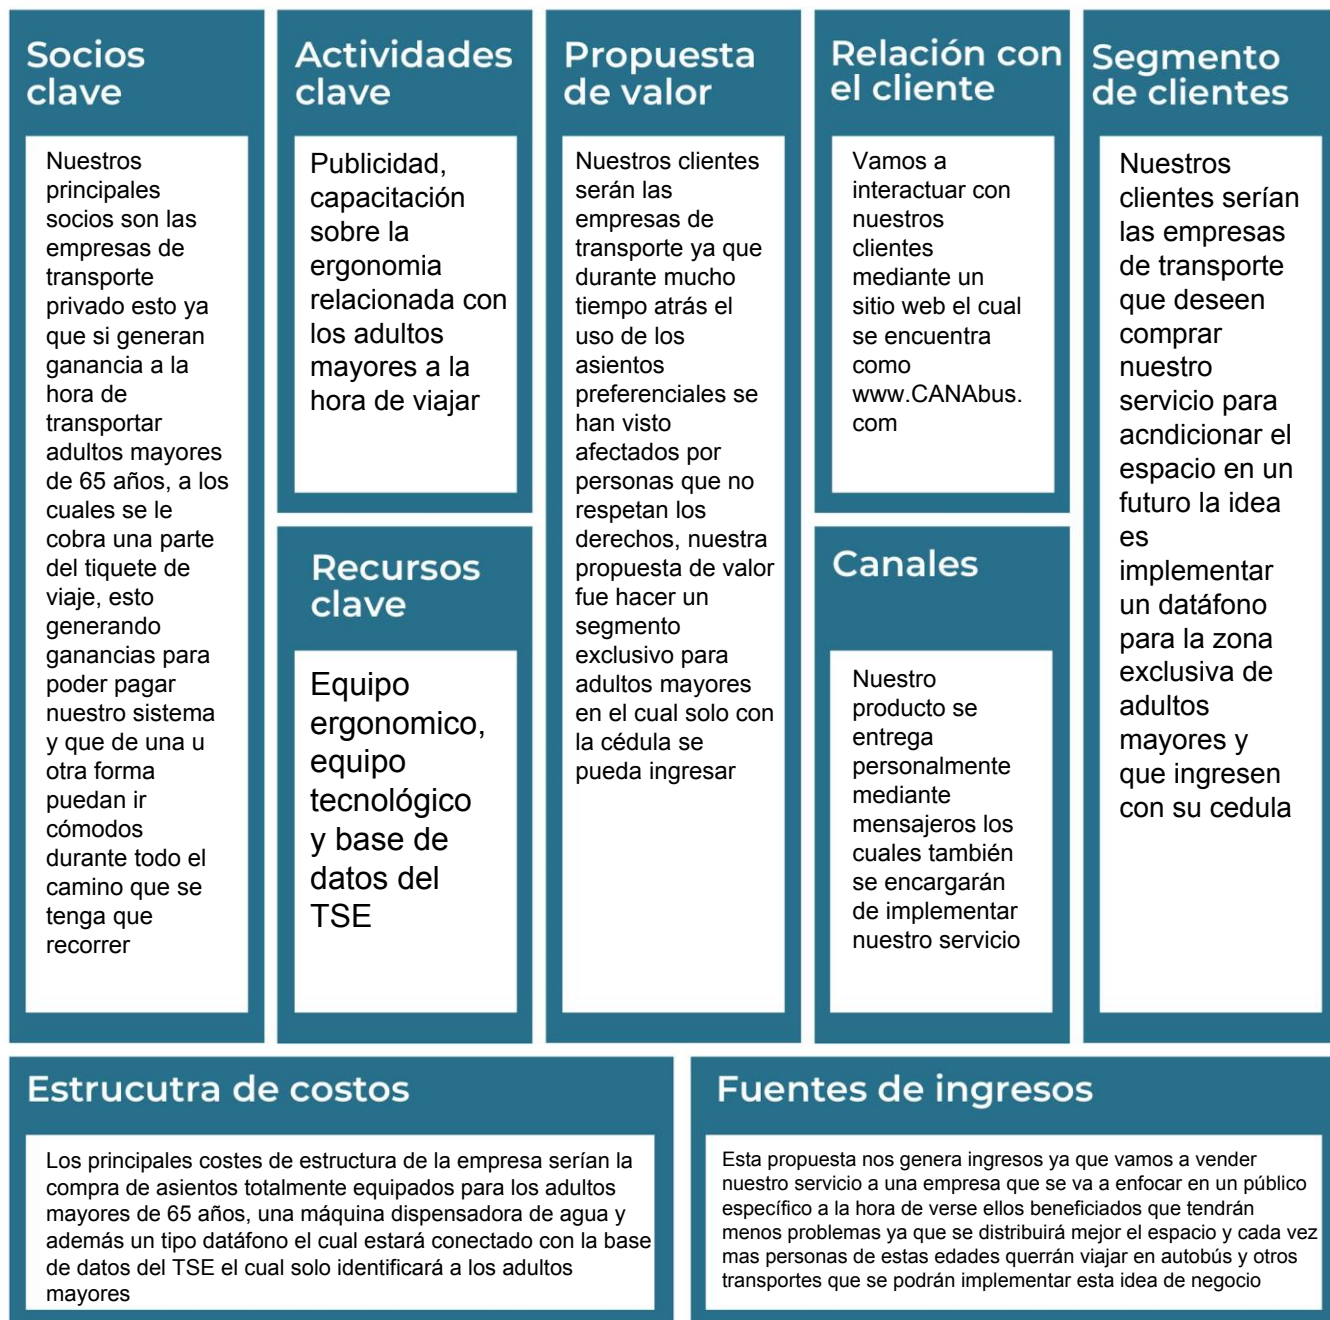 Socios
clave
Nuestros
principales
socios son las
empresas de
transporte
privado esto ya
que si generan
ganancia a la
hora de
transportar
adultos mayores
de 65 años, a los
cuales se le
cobra una parte
del tiquete de
viaje, esto
generando
ganancias para
poder pagar
nuestro sistema
y que de una u
otra forma
puedan ir
cómodos
durante todo el
camino que se
tenga que
recorrer
Actividades
clave
Publicidad,
capacitación
sobre la
ergonomia
relacionada con
los adultos
mayores a la
hora de viajar
Recursos
clave
Equipo
ergonomico,
equipo
tecnológico
y base de
datos del
TSE
Propuesta
de valor
Nuestros clientes
serán las
empresas de
transporte ya que
durante mucho
tiempo atrás el
uso de los
asientos
preferenciales se
han visto
afectados por
personas que no
respetan los
derechos, nuestra
propuesta de valor
fue hacer un
segmento
exclusivo para
adultos mayores
en el cual solo con
la cédula se
pueda ingresar
Relación con
el cliente
Vamos a
interactuar con
nuestros
clientes
mediante un
sitio web el cual
se encuentra
como
www.CANAbus.
com
Canales
Nuestro
producto se
entrega
personalmente
mediante
mensajeros los
cuales también
se encargarán
de implementar
nuestro servicio
Segmento
de clientes
Nuestros
clientes serían
las empresas
de transporte
que deseen
comprar
nuestro
servicio para
acndicionar el
espacio en un
futuro la idea
es
implementar
un datáfono
para la zona
exclusiva de
adultos
mayores y
que ingresen
con su cedula
Estrucutra de costos
Los principales costes de estructura de la empresa serían la
compra de asientos totalmente equipados para los adultos
mayores de 65 años, una máquina dispensadora de agua y
además un tipo datáfono el cual estará conectado con la base
de datos del TSE el cual solo identificará a los adultos
mayores
Fuentes de ingresos
Esta propuesta nos genera ingresos ya que vamos a vender
nuestro servicio a una empresa que se va a enfocar en un público
específico a la hora de verse ellos beneficiados que tendrán
menos problemas ya que se distribuirá mejor el espacio y cada vez
mas personas de estas edades querrán viajar en autobús y otros
transportes que se podrán implementar esta idea de negocio